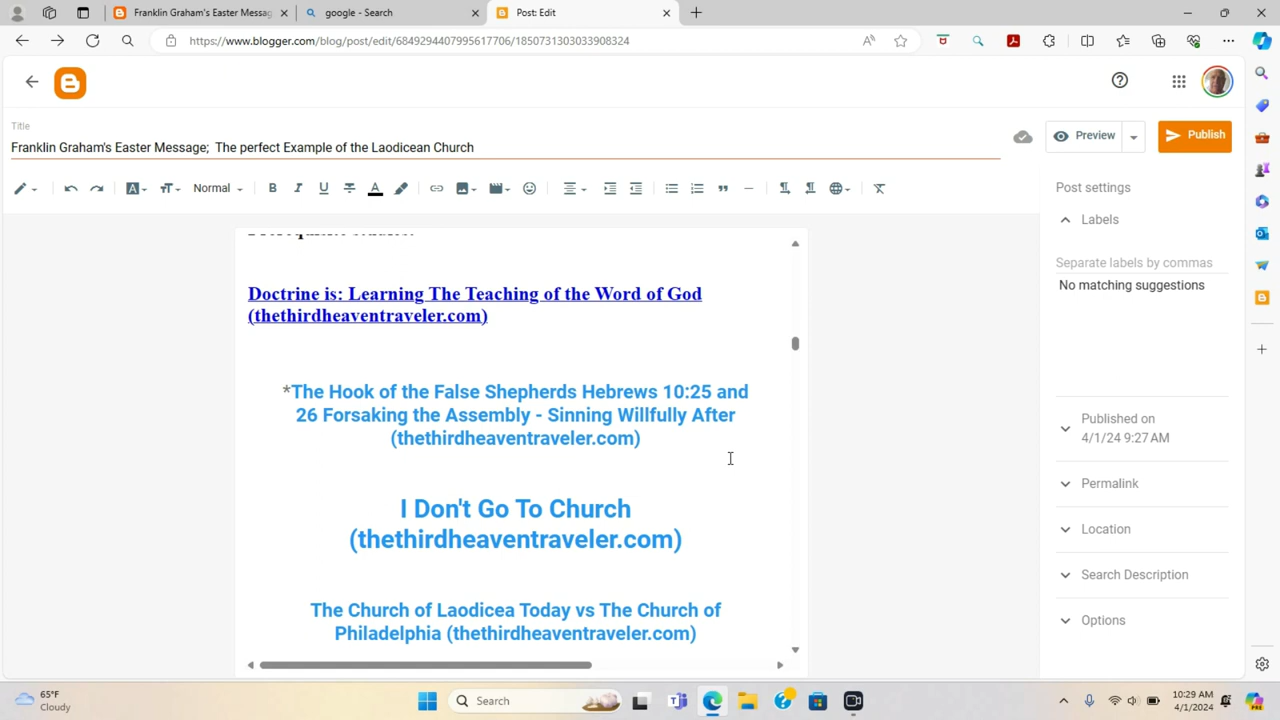 Franklin Graham's Easter Messag
google - Search
Post: Edit
https://www.blogger.com/blog/post/edit/6849294407995617706/1850731303033908324
Title
Franklin Graham's Easter Message;  The perfect Example of the Laodicean Church
Preview
Publish
Normal
Post settings
Labels
Separate labels by commas
No matching suggestions
Doctrine is: Learning The Teaching of the Word of God
(thethirdheaventraveler.com)
*The Hook of the False Shepherds Hebrews 10:25 and
26 Forsaking the Assembly - Sinning Willfully After
(thethirdheaventraveler.com)
I Don't Go To Church
(thethirdheaventraveler.com)
The Church of Laodicea Today vs The Church of
Philadelphia (thethirdheaventraveler.com)
Published on
4/1/24 9:27 AM
Permalink
Location
Search Description
Options
65°F
Cloudy
Search
10:29 AM
4/1/2024